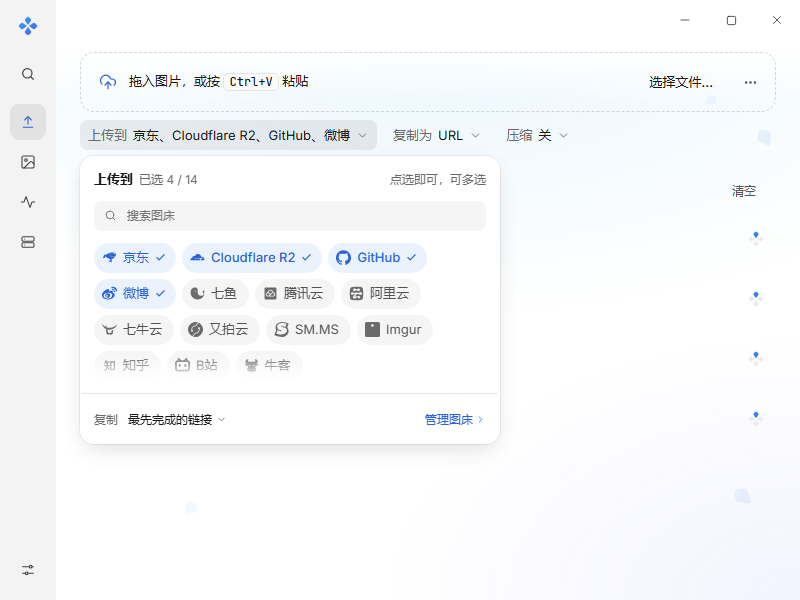 拖入图片，或按 Ctrl+V 粘贴
选择文件...
上传到 京东、Cloudflare R2、GitHub、微博
复制为 URL
压缩 关
上传到 已选 4 / 14
点选即可，可多选
清空
搜索图床
京东
Cloudflare R2
GitHub
微博
七鱼
腾讯云
阿里云
七牛云
又拍云
SM.MS
Imgur
知 知乎
B站
牛客
复制 最先完成的链接
管理图床